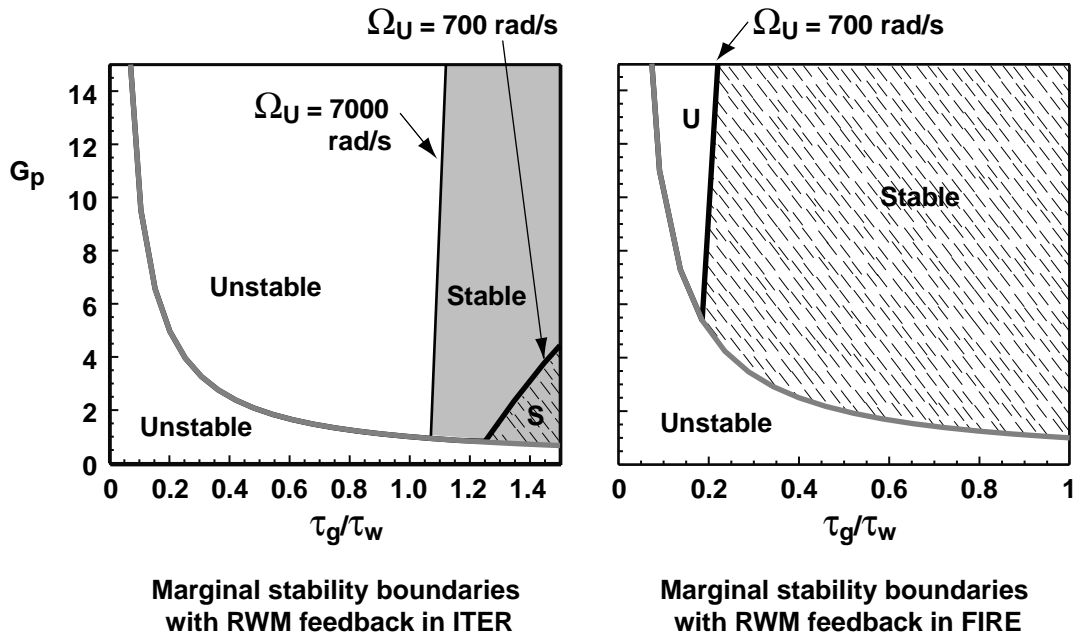 Ω_U = 700 rad/s
Ω_U = 7000
rad/s
G_p
14
12
10
8
6
4
2
0
Unstable
Stable
S
Unstable
0 0.2 0.4 0.6 0.8 1.0 1.2 1.4
τ_g/τ_w
Marginal stability boundaries
with RWM feedback in ITER
Ω_U = 700 rad/s
U
Stable
Unstable
0 0.2 0.4 0.6 0.8 1
τ_g/τ_w
Marginal stability boundaries
with RWM feedback in FIRE